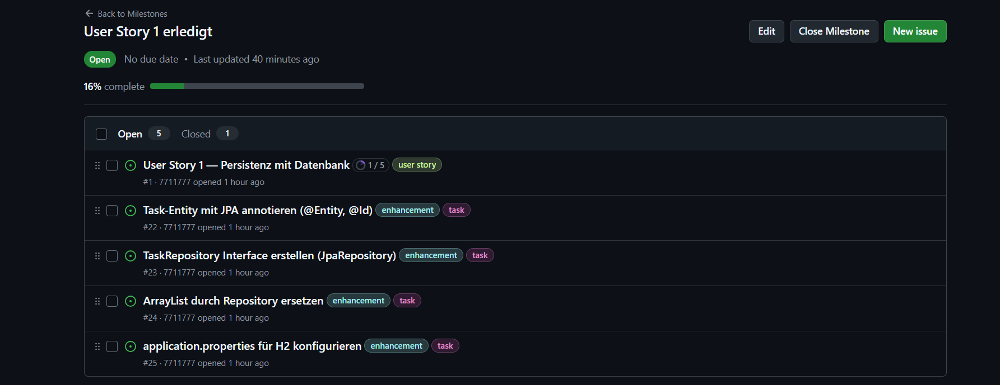 Back to Milestones
User Story 1 erledigt
Edit
Close Milestone
New issue
Open No due date • Last updated 40 minutes ago
16% complete
Open 5 Closed 1
User Story 1 — Persistenz mit Datenbank 1 / 5 user story
#1 · 7711777 opened 1 hour ago
Task-Entity mit JPA annotieren (@Entity, @Id) enhancement task
#22 · 7711777 opened 1 hour ago
TaskRepository Interface erstellen (JpaRepository) enhancement task
#23 · 7711777 opened 1 hour ago
ArrayList durch Repository ersetzen enhancement task
#24 · 7711777 opened 1 hour ago
application.properties für H2 konfigurieren enhancement task
#25 · 7711777 opened 1 hour ago